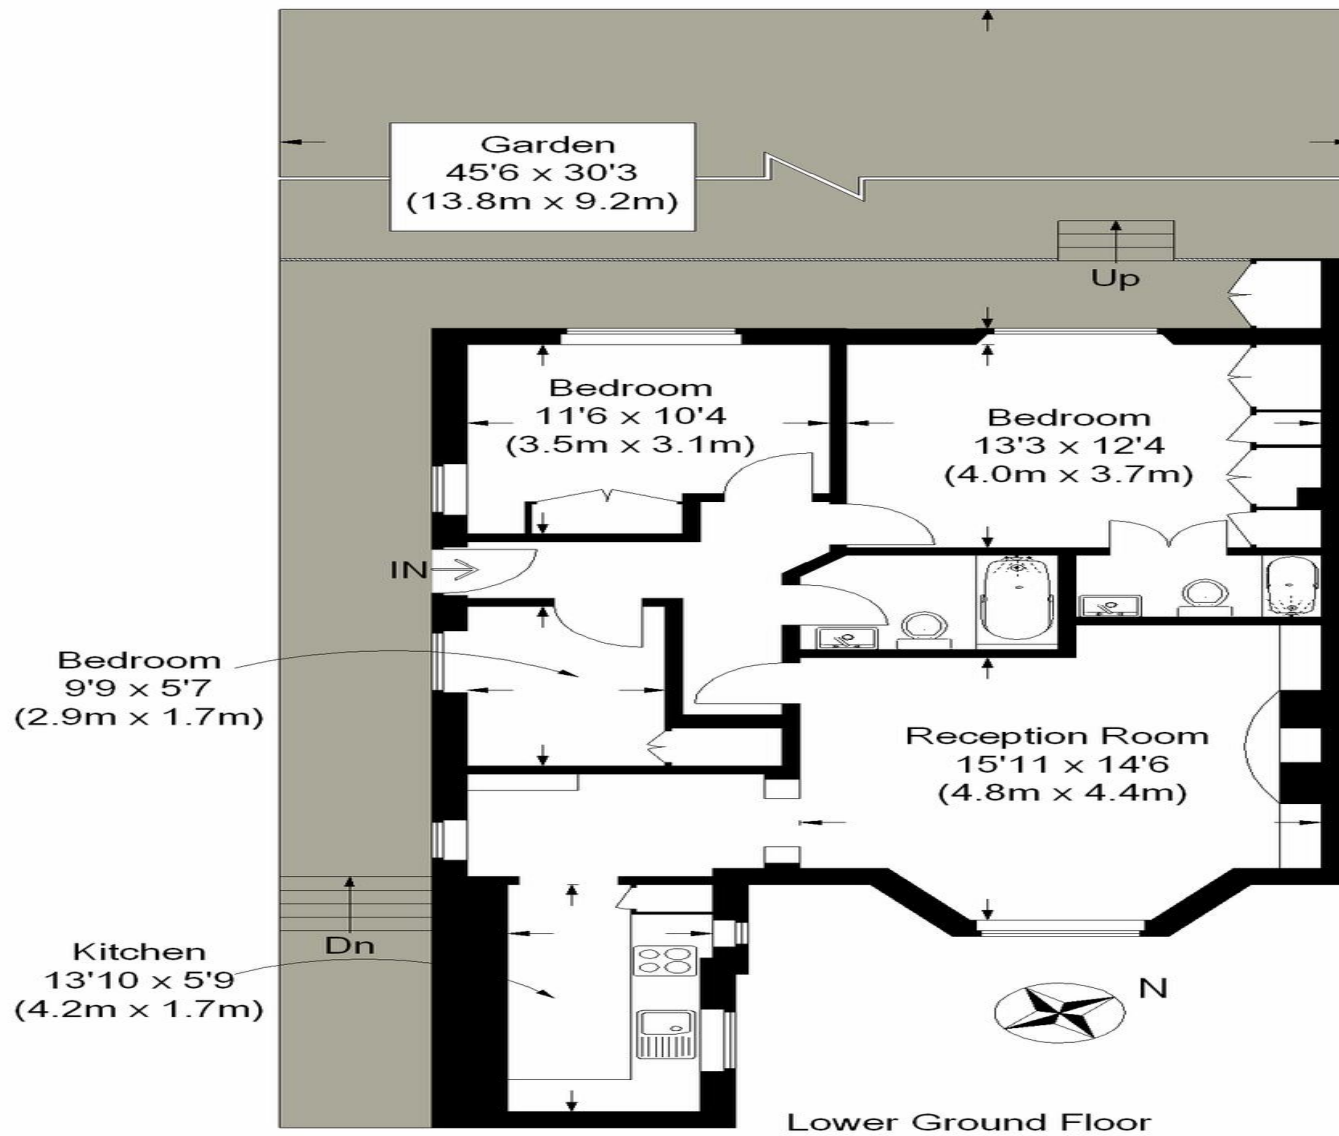 Garden
45'6 x 30'3
(13.8m x 9.2m)
Up
Bedroom
11'6 x 10'4
(3.5m x 3.1m)
Bedroom
13'3 x 12'4
(4.0m x 3.7m)
IN
Bedroom
9'9 x 5'7
(2.9m x 1.7m)
Reception Room
15'11 x 14'6
(4.8m x 4.4m)
Dn
Kitchen
13'10 x 5'9
(4.2m x 1.7m)
N
Lower Ground Floor